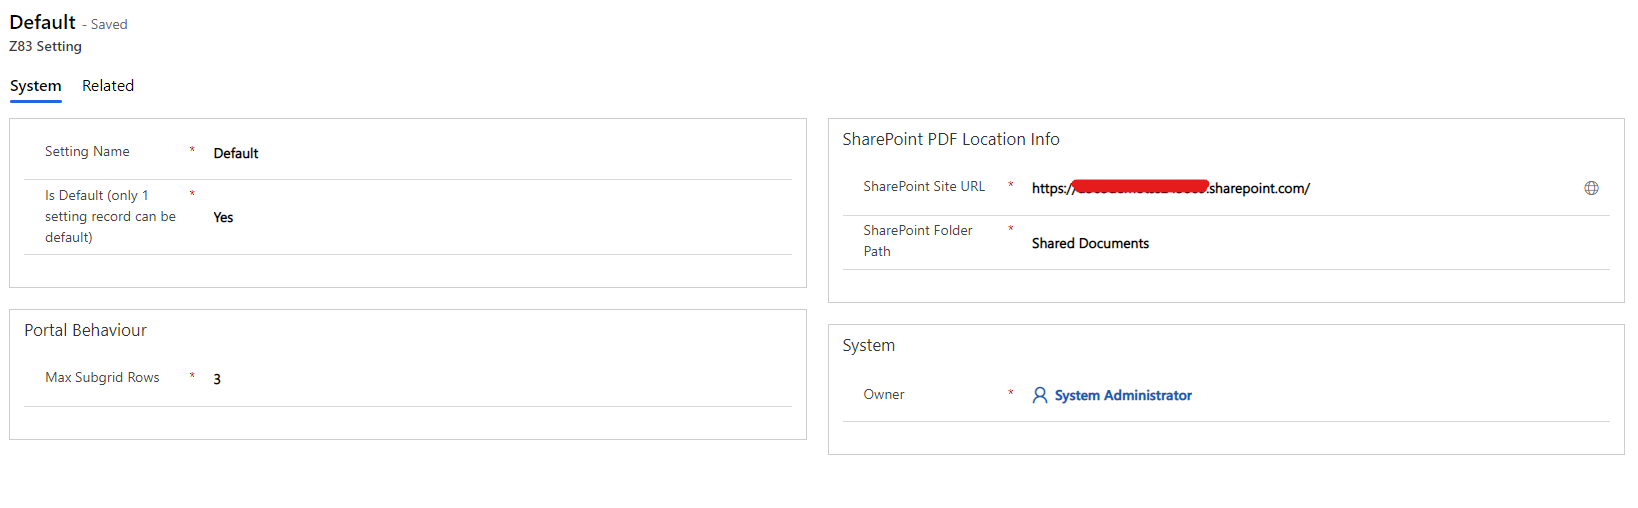 Default - Saved
Z83 Setting
System Related
Setting Name * Default
Is Default (only 1 *
setting record can be
default)
Yes
Portal Behaviour
Max Subgrid Rows * 3
SharePoint PDF Location Info
SharePoint Site URL * https:/ .sharepoint.com/
SharePoint Folder *
Path
Shared Documents
System
Owner * System Administrator